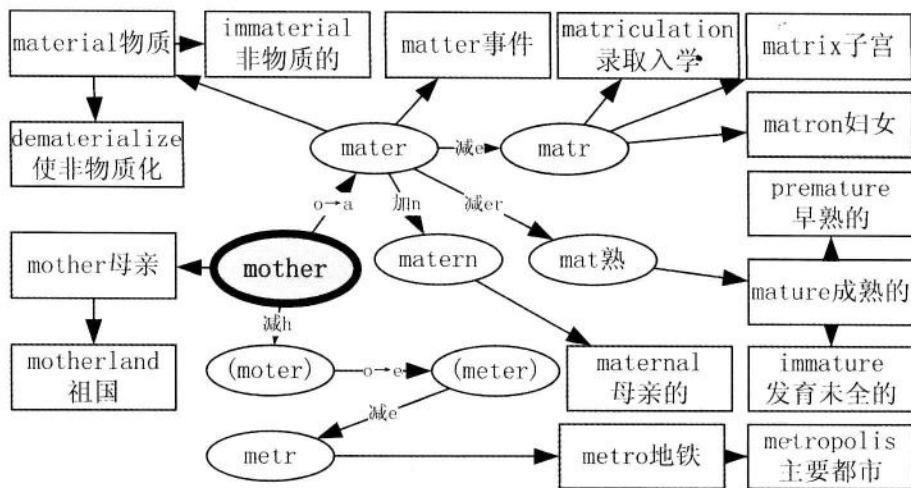 material物质
immaterial
非物质的
matter事件
matriculation
录取入学
matrix子宫
dematerialize
使非物质化
mater
减e
matr
matron妇女
o→a
加n
减er
premature
早熟的
mother母亲
mother
matern
mat熟
mature成熟的
减h
motherland
祖国
(moter)
o→e
(meter)
maternal
母亲的
immature
发育未全的
减e
metr
metro地铁
metropolis
主要都市